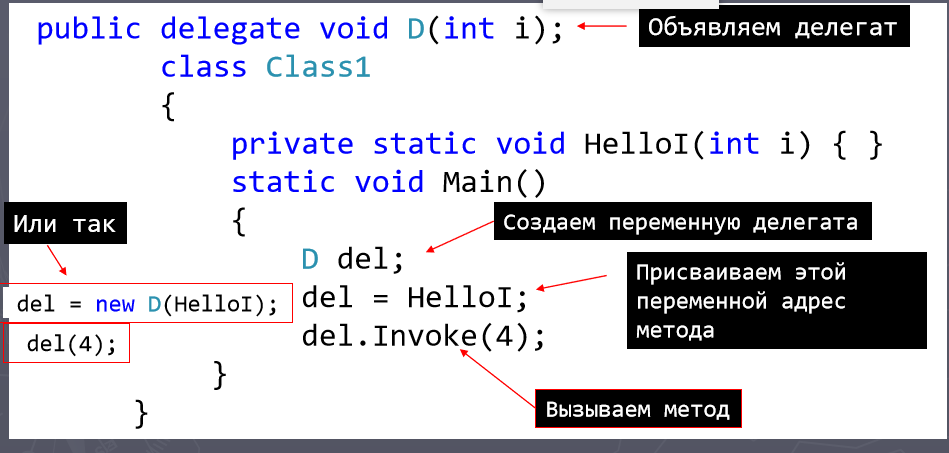 public delegate void D(int i);
Объявляем делегат
class Class1
{
private static void HelloI(int i) { }
static void Main()
{
Или так
Создаем переменную делегата
D del;
Присваиваем этой
переменной адрес
метода
del = new D(HelloI);
del = HelloI;
del(4);
del.Invoke(4);
}
Вызываем метод
}